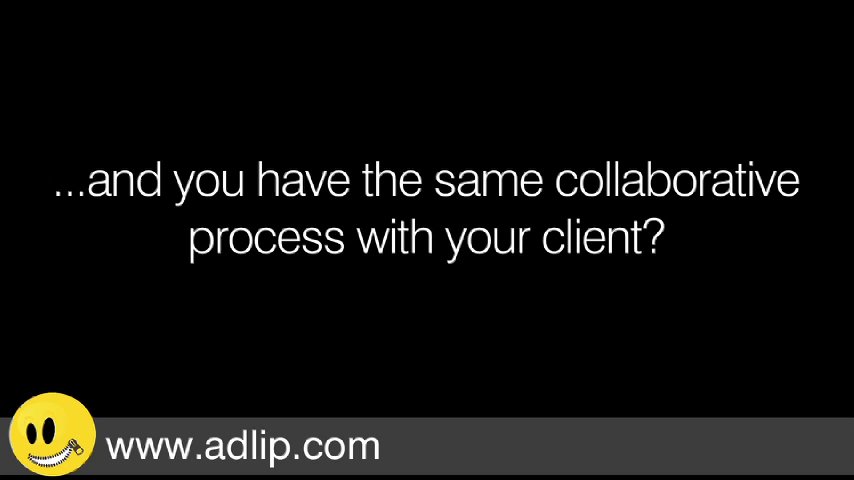 ...and you have the same collaborative
process with your client?
www.adlip.com